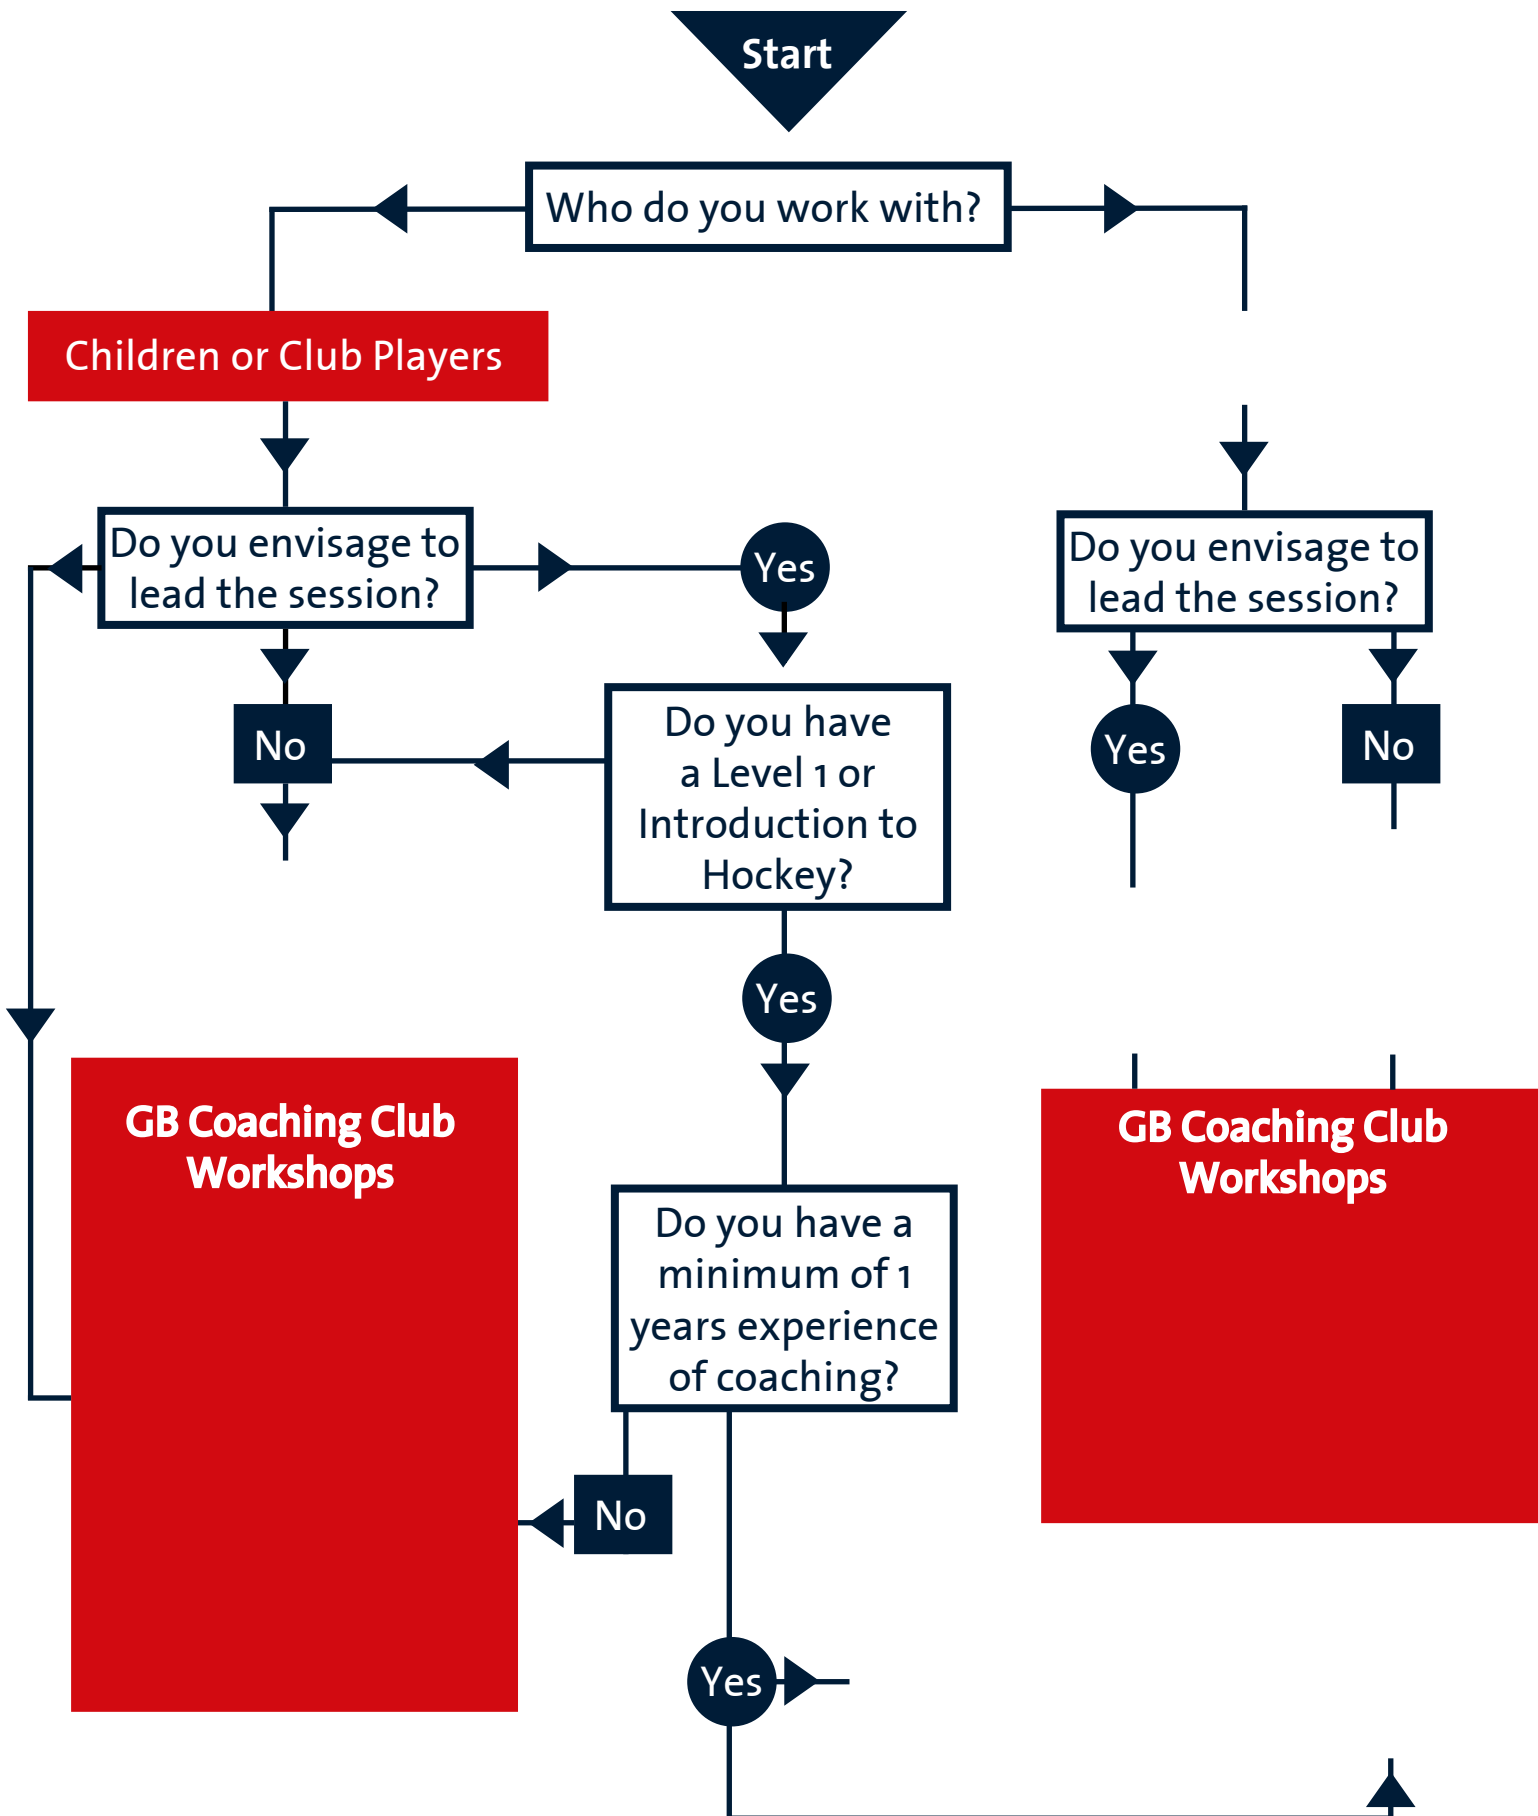 Start
Who do you work with?
Children or Club Players
Do you envisage to
lead the session?
Yes
Do you envisage to
lead the session?
No
Do you have
a Level 1 or
Introduction to
Hockey?
Yes
No
Yes
GB Coaching Club
Workshops
GB Coaching Club
Workshops
Do you have a
minimum of 1
years experience
of coaching?
No
Yes